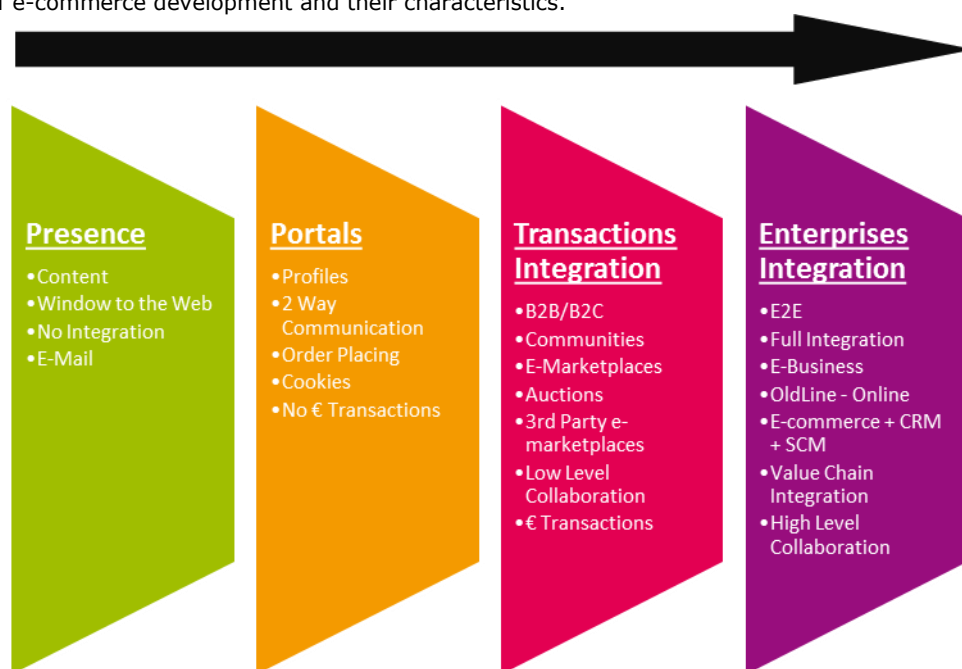 e-commerce development and their characteristics.
Presence
•Content
•Window to the Web
•No Integration
•E-Mail
Portals
•Profiles
•2 Way
Communication
•Order Placing
•Cookies
•No € Transactions
Transactions
Integration
•B2B/B2C
•Communities
•E-Marketplaces
•Auctions
•3rd Party e-
marketplaces
•Low Level
Collaboration
•€ Transactions
Enterprises
Integration
•E2E
•Full Integration
•E-Business
•OldLine - Online
•E-commerce + CRM
+ SCM
•Value Chain
Integration
•High Level
Collaboration